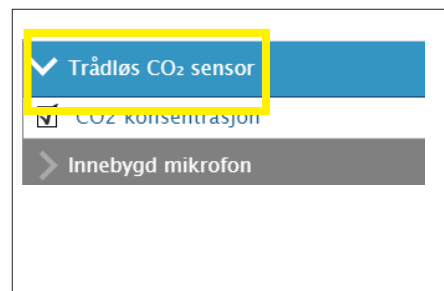 Trådløs CO₂ sensor
CO2 konsentrasjon
Innebygd mikrofon